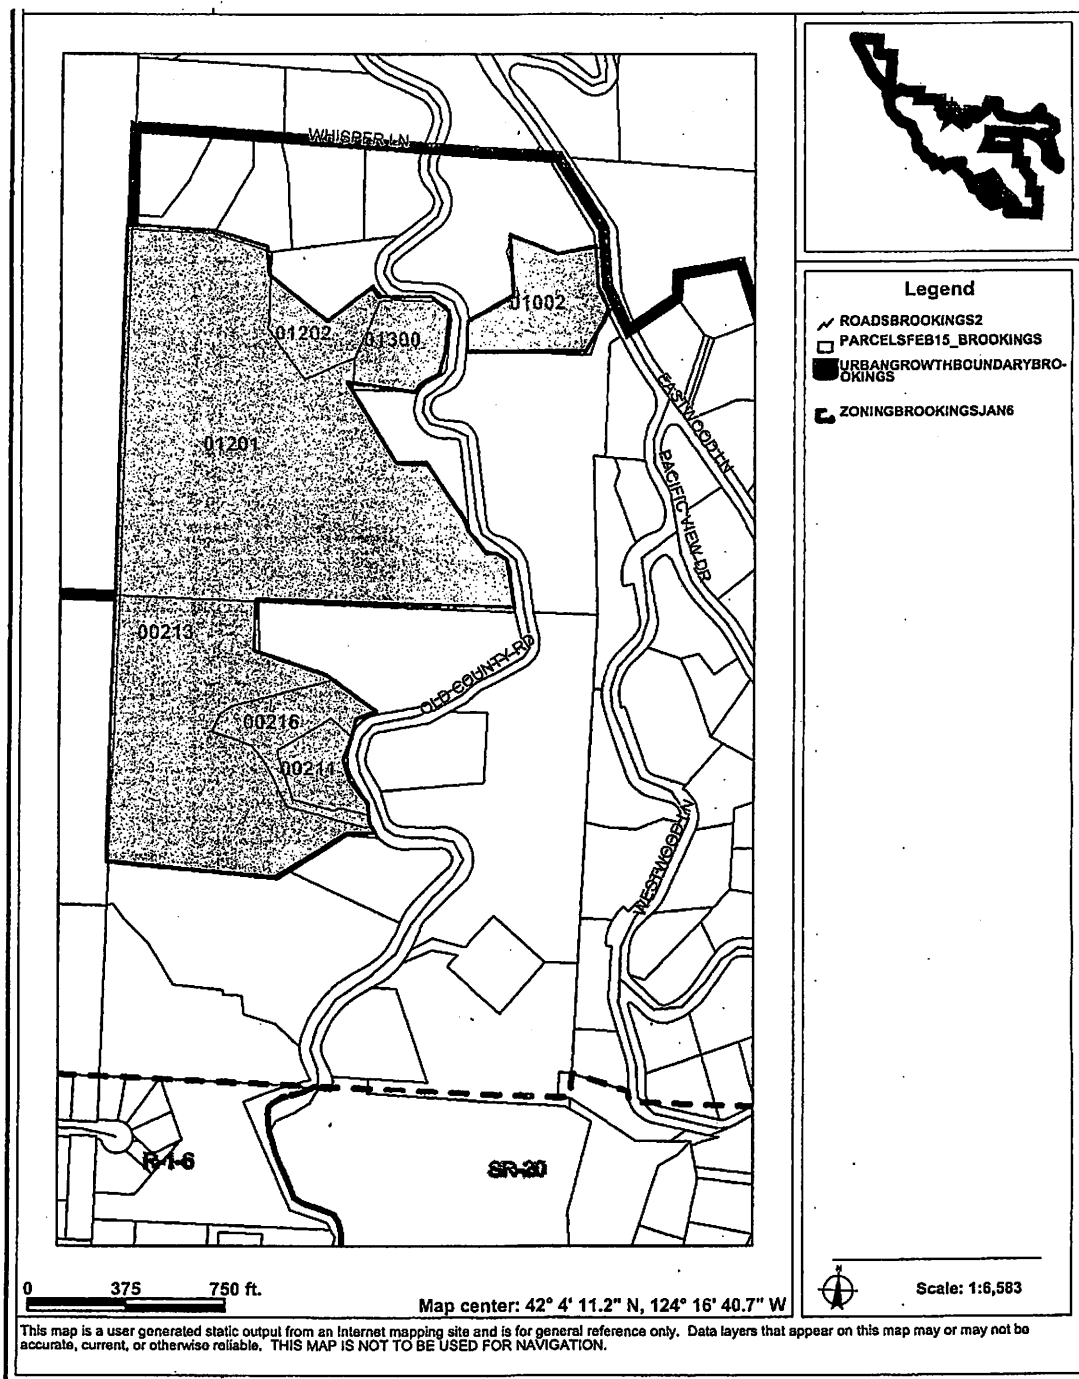 WHISPER LN
01002
01202
01300
EASTWOOD LN
01201
PACIFIC VIEW DR
00213
OLD COUNTY RD
00216
00211
WESTWOOD LN
R-1-6
SR-20
Legend
ROADSBROOKINGS2
PARCELSFEB15_BROOKINGS
URBANGROWTHBOUNDARYBRO-
OKINGS
ZONINGBROOKINGSJAN6
N
Scale: 1:6,583
0 375 750 ft.
Map center: 42° 4' 11.2" N, 124° 16' 40.7" W
This map is a user generated static output from an Internet mapping site and is for general reference only. Data layers that appear on this map may or may not be
accurate, current, or otherwise reliable. THIS MAP IS NOT TO BE USED FOR NAVIGATION.